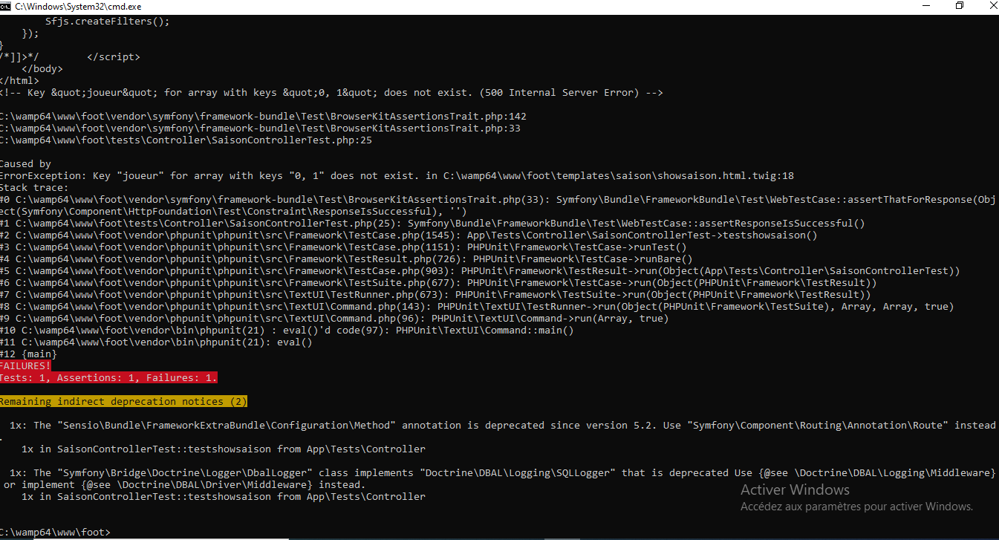 C:\Windows\System32\cmd.exe
Sfjs.createFilters();
});
}
/*]]>*/ </script>
</body>
</html>
<!-- Key &quot;joueur&quot; for array with keys &quot;0, 1&quot; does not exist. (500 Internal Server Error) -->
C:\wamp64\www\foot\vendor\symfony\framework-bundle\Test\BrowserKitAssertionsTrait.php:142
C:\wamp64\www\foot\vendor\symfony\framework-bundle\Test\BrowserKitAssertionsTrait.php:33
C:\wamp64\www\foot\tests\Controller\SaisonControllerTest.php:25
Caused by
ErrorException: Key "joueur" for array with keys "0, 1" does not exist. in C:\wamp64\www\foot\templates\saison\showsaison.html.twig:18
Stack trace:
#0 C:\wamp64\www\foot\vendor\symfony\framework-bundle\Test\BrowserKitAssertionsTrait.php(33): Symfony\Bundle\FrameworkBundle\Test\WebTestCase::assertThatForResponse(Obj
ect(Symfony\Component\HttpFoundation\Test\Constraint\ResponseIsSuccessful), '')
#1 C:\wamp64\www\foot\tests\Controller\SaisonControllerTest.php(25): Symfony\Bundle\FrameworkBundle\Test\WebTestCase::assertResponseIsSuccessful()
#2 C:\wamp64\www\foot\vendor\phpunit\phpunit\src\Framework\TestCase.php(1545): App\Tests\Controller\SaisonControllerTest->testshowsaison()
#3 C:\wamp64\www\foot\vendor\phpunit\phpunit\src\Framework\TestCase.php(1151): PHPUnit\Framework\TestCase->runTest()
#4 C:\wamp64\www\foot\vendor\phpunit\phpunit\src\Framework\TestResult.php(726): PHPUnit\Framework\TestCase->runBare()
#5 C:\wamp64\www\foot\vendor\phpunit\phpunit\src\Framework\TestCase.php(903): PHPUnit\Framework\TestResult->run(Object(App\Tests\Controller\SaisonControllerTest))
#6 C:\wamp64\www\foot\vendor\phpunit\phpunit\src\Framework\TestSuite.php(677): PHPUnit\Framework\TestCase->run(Object(PHPUnit\Framework\TestResult))
#7 C:\wamp64\www\foot\vendor\phpunit\phpunit\src\TextUI\TestRunner.php(673): PHPUnit\Framework\TestSuite->run(Object(PHPUnit\Framework\TestResult))
#8 C:\wamp64\www\foot\vendor\phpunit\phpunit\src\TextUI\Command.php(143): PHPUnit\TextUI\TestRunner->run(Object(PHPUnit\Framework\TestSuite), Array, Array, true)
#9 C:\wamp64\www\foot\vendor\phpunit\phpunit\src\TextUI\Command.php(96): PHPUnit\TextUI\Command->run(Array, true)
#10 C:\wamp64\www\foot\vendor\bin\phpunit(21) : eval()'d code(97): PHPUnit\TextUI\Command::main()
#11 C:\wamp64\www\foot\vendor\bin\phpunit(21): eval()
#12 {main}
FAILURES!
Tests: 1, Assertions: 1, Failures: 1.
Remaining indirect deprecation notices (2)
1x: The "Sensio\Bundle\FrameworkExtraBundle\Configuration\Method" annotation is deprecated since version 5.2. Use "Symfony\Component\Routing\Annotation\Route" instead
.
1x in SaisonControllerTest::testshowsaison from App\Tests\Controller
1x: The "Symfony\Bridge\Doctrine\Logger\DbalLogger" class implements "Doctrine\DBAL\Logging\SQLLogger" that is deprecated Use {@see \Doctrine\DBAL\Logging\Middleware}
or implement {@see \Doctrine\DBAL\Driver\Middleware} instead.
1x in SaisonControllerTest::testshowsaison from App\Tests\Controller
Activer Windows
Accédez aux paramètres pour activer Windows.
C:\wamp64\www\foot>